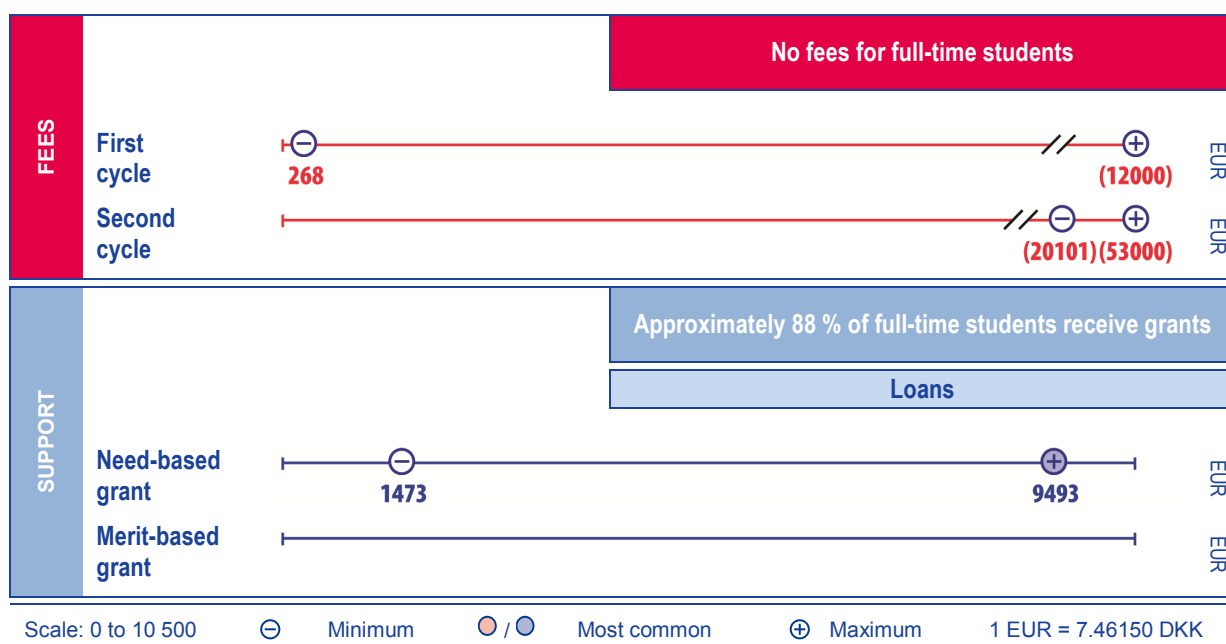 No fees for full-time students
FEES
First
cycle
268
(12000)
EUR
Second
cycle
(20101)
(53000)
EUR
Approximately 88 % of full-time students receive grants
Loans
SUPPORT
Need-based
grant
1473
9493
EUR
Merit-based
grant
EUR
Scale: 0 to 10 500 Minimum / Most common Maximum 1 EUR = 7.46150 DKK